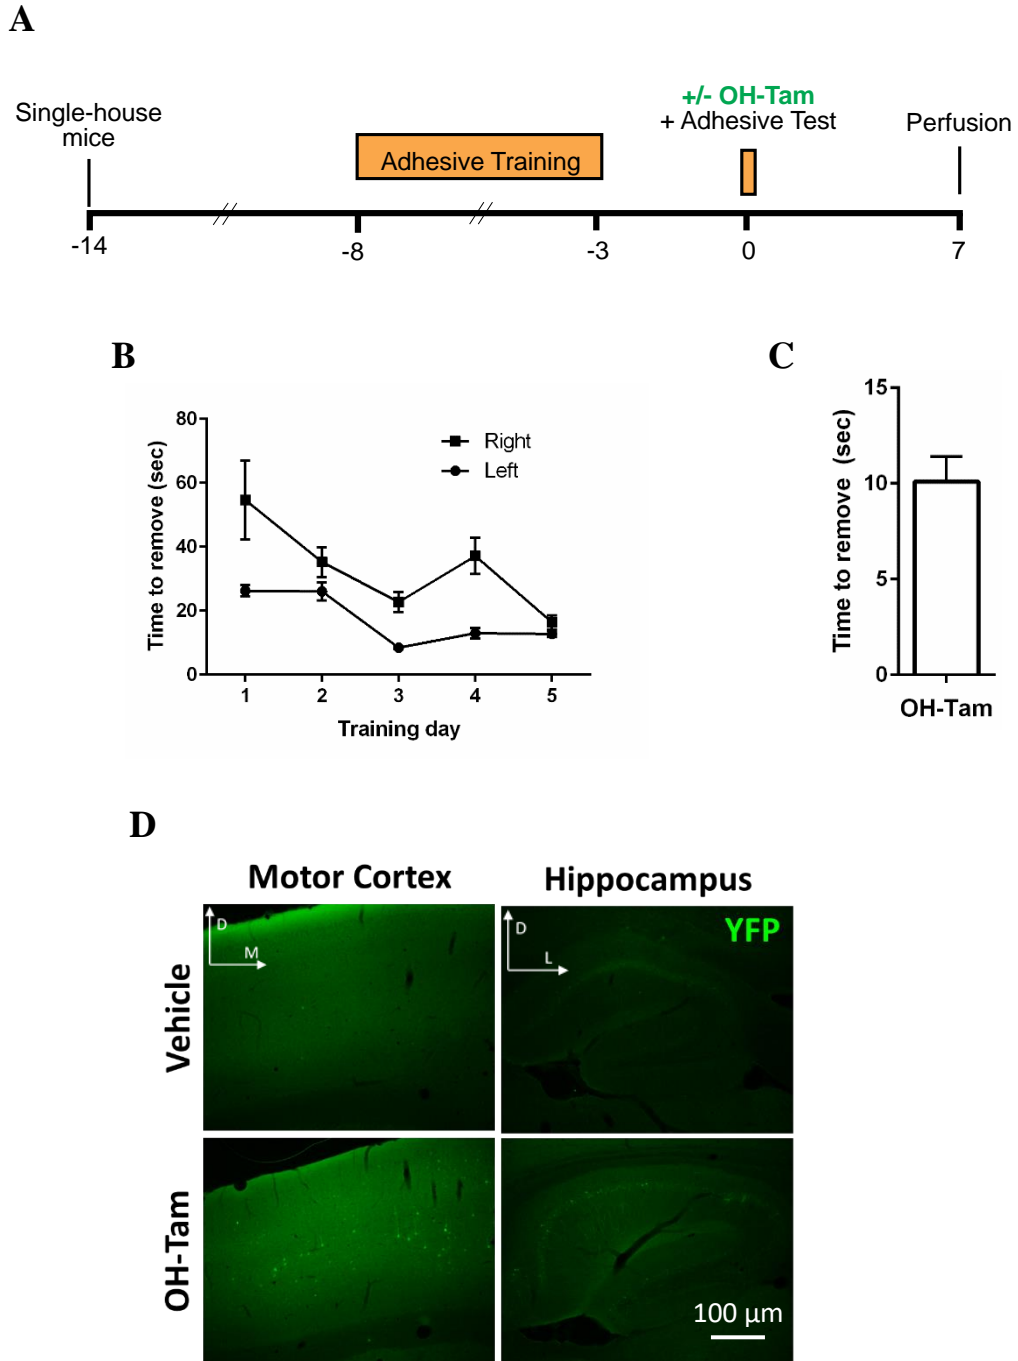 A
Single-house
mice
Adhesive Training
+/- OH-Tam
+ Adhesive Test
Perfusion
-14
-8
-3
0
7
B
Time to remove (sec)
80
60
40
20
0
Right
Left
1 2 3 4 5
Training day
C
Time to remove (sec)
15
10
5
0
OH-Tam
D
Motor Cortex
Hippocampus
Vehicle
D
M
D
L
YFP
OH-Tam
100 µm